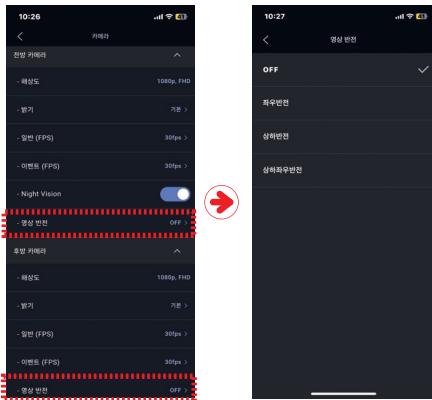 10:26
41
카메라
전방 카메라
- 해상도 1080p, FHD
- 밝기 기본 >
- 일반 (FPS) 30fps >
- 이벤트 (FPS) 30fps >
- Night Vision
- 영상 반전 OFF >
후방 카메라
- 해상도 1080p, FHD
- 밝기 기본 >
- 일반 (FPS) 30fps >
- 이벤트 (FPS) 30fps >
- 영상 반전 OFF >
10:27
41
영상 반전
OFF
좌우반전
상하반전
상하좌우반전